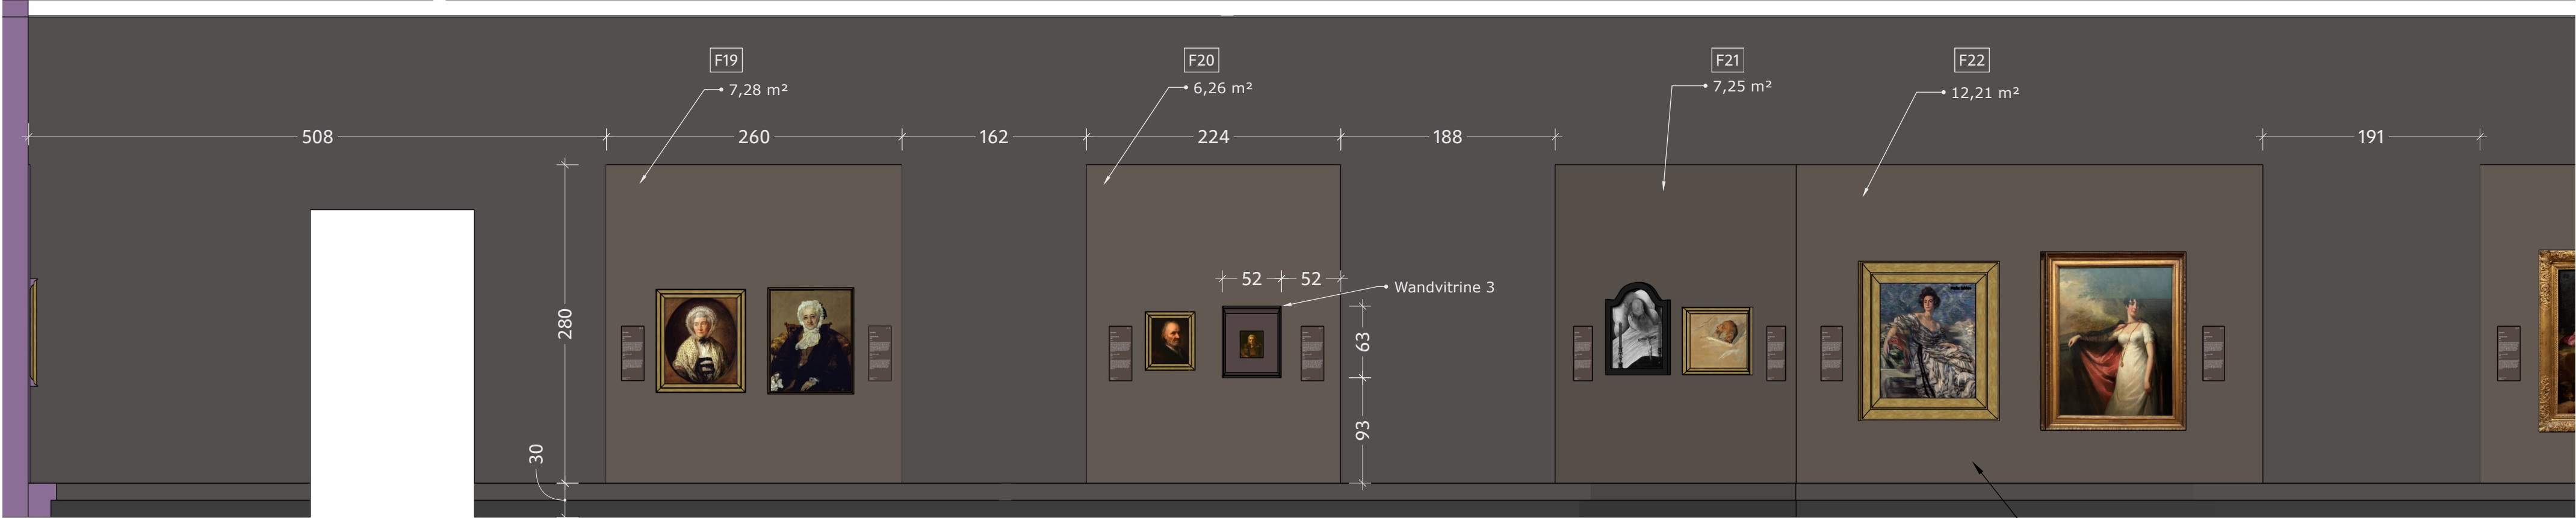 F19
7,28 m²
F20
6,26 m²
F21
7,25 m²
F22
12,21 m²
508
260
162
224
188
191
52
52
Wandvitrine 3
280
63
93
30